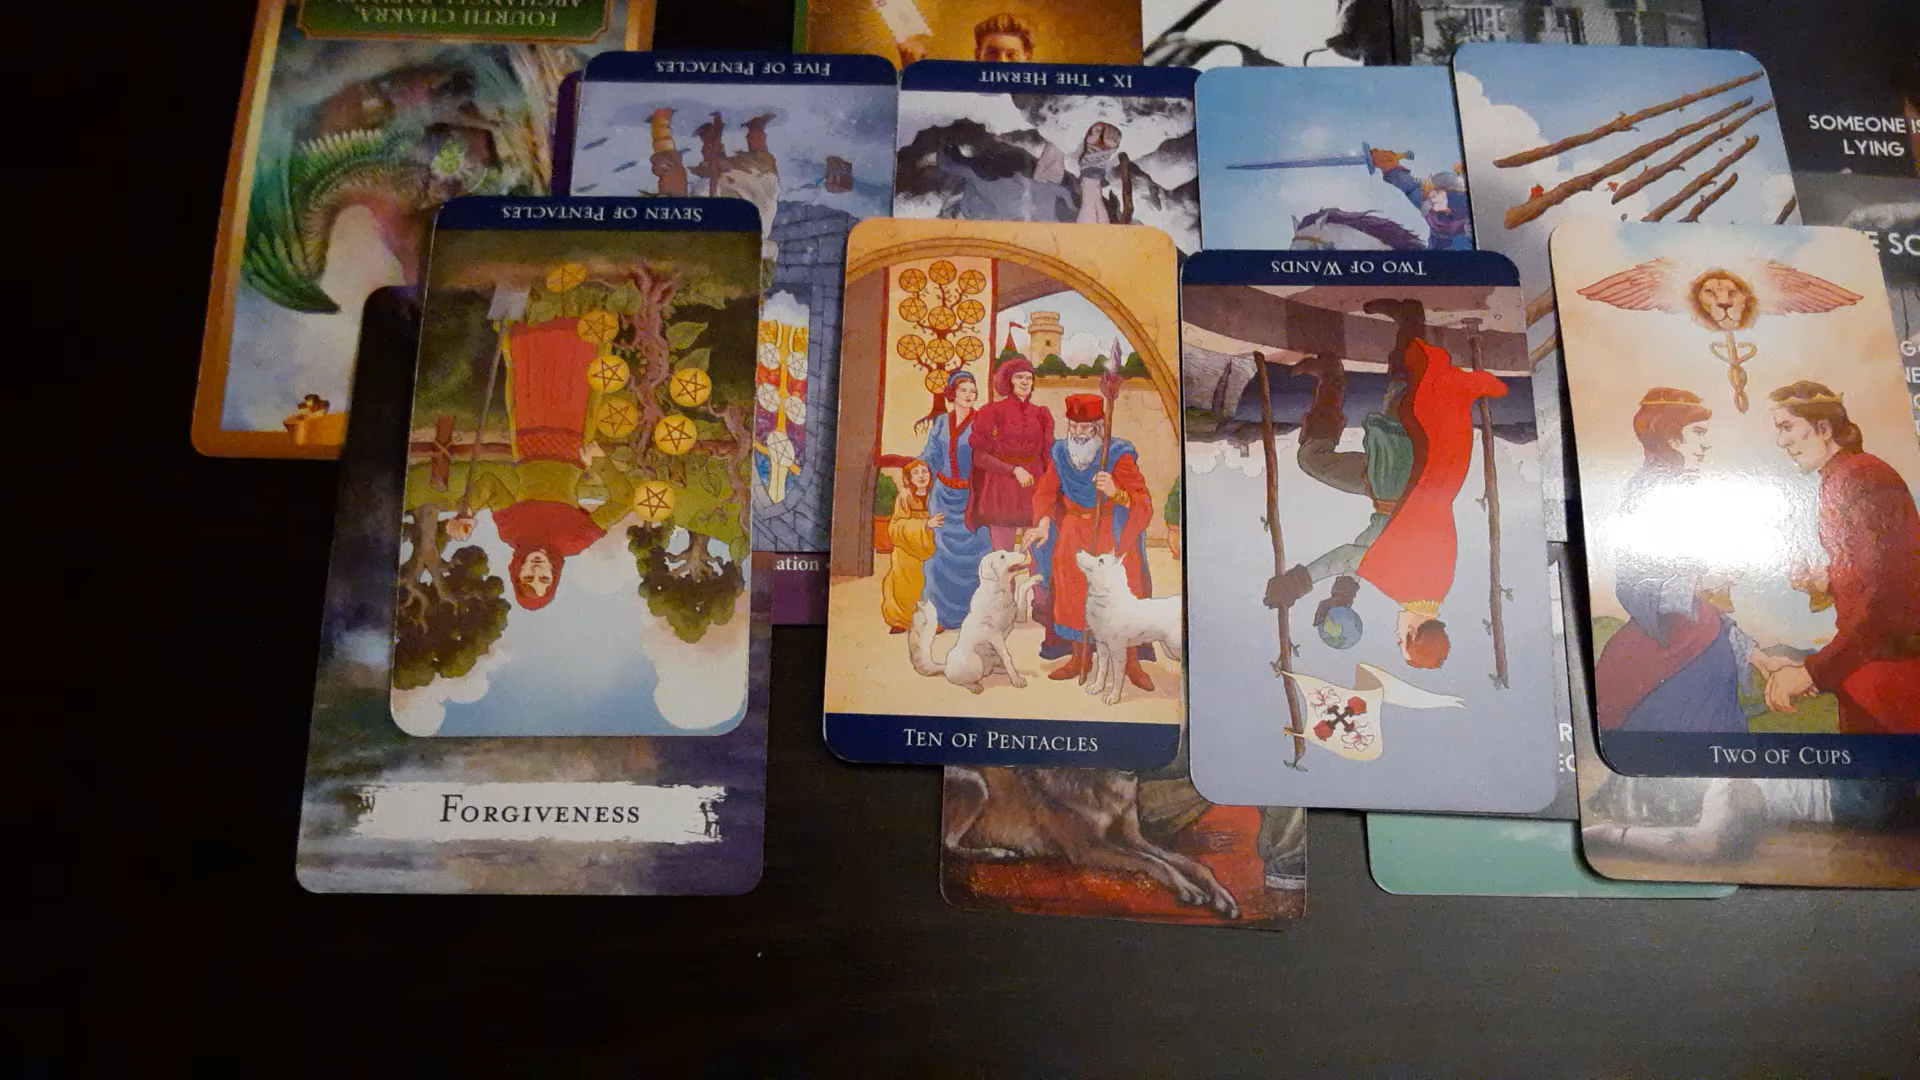 FOURTH CHAKRA,
FIVE OF PENTACLES
IX • THE HERMIT
SOMEONE IS
LYING
SEVEN OF PENTACLES
TWO OF WANDS
ation
TEN OF PENTACLES
TWO OF CUPS
FORGIVENESS